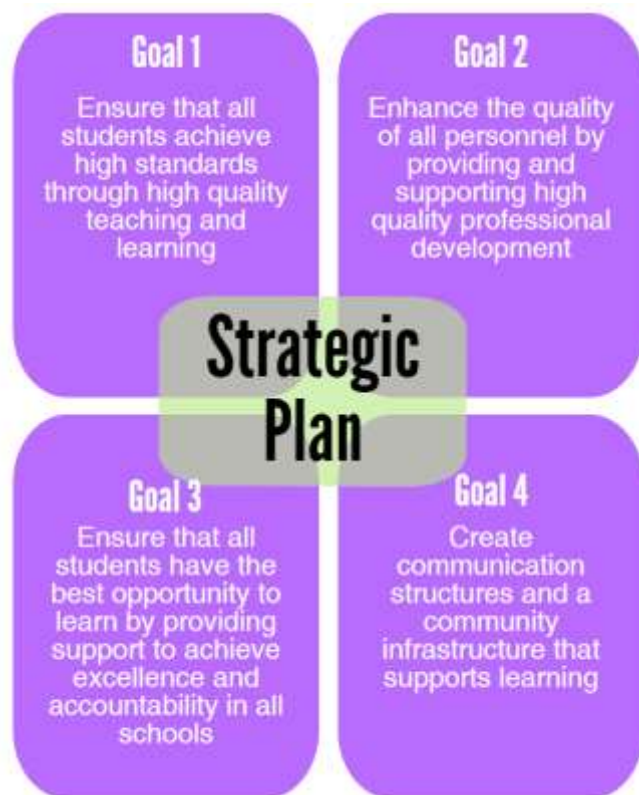 Goal 1
Ensure that all
students achieve
high standards
through high quality
teaching and
learning
Goal 2
Enhance the quality
of all personnel by
providing and
supporting high
quality professional
development
Strategic
Plan
Goal 3
Ensure that all
students have the
best opportunity to
learn by providing
support to achieve
excellence and
accountability in all
schools
Goal 4
Create
communication
structures and a
community
infrastructure that
supports learning